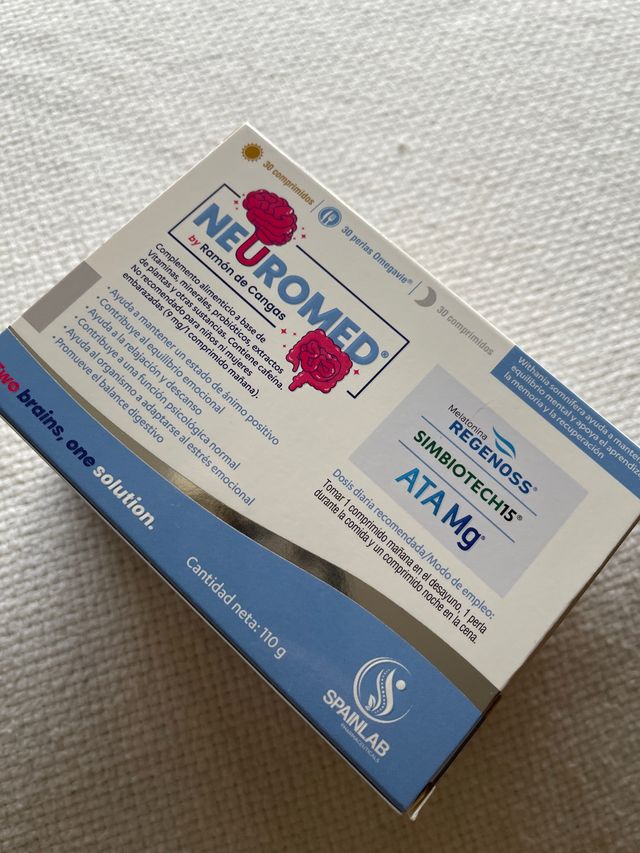 30 comprimidos
30 perlas Omegavie®
30 comprimidos
NEUROMED®
by Ramón de Cangas
Complemento alimenticio a base de
Vitaminas, minerales, probióticos, extractos
de plantas y otras sustancias. Contiene cafeína.
No recomendado para niños ni mujeres
embarazadas (9 mg/1 comprimido mañana).
· Ayuda a mantener un estado de ánimo positivo
· Contribuye al equilibrio emocional
· Ayuda a la relajación y descanso
· Contribuye a una función psicológica normal
· Ayuda al organismo a adaptarse al estrés emocional
· Promueve el balance digestivo
Withania somnifera ayuda a mantener
equilibrio mental y apoya el
la memoria y la recuperación
Melatonina
REGENOSS®
SIMBIOTECH15®
ATA Mg®
Dosis diaria recomendada/Modo de empleo:
Tomar 1 comprimido mañana en el desayuno, 1 perla
durante la comida y un comprimido noche en la cena.
Two brains, one solution.
Cantidad neta: 110 g
SPAINLAB
PHARMACEUTICALS